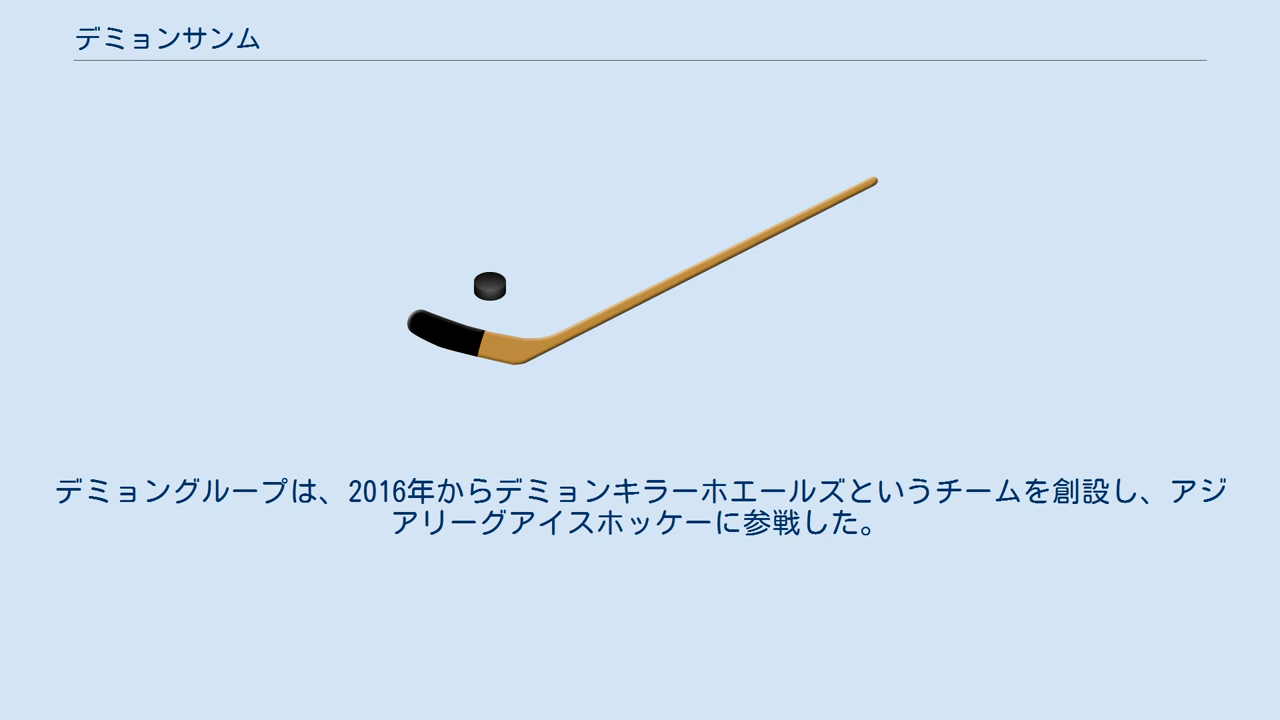 デミョンサンム
デミョングループは、2016年からデミョンキラーホエールズというチームを創設し、アジ
アリーグアイスホッケーに参戦した。